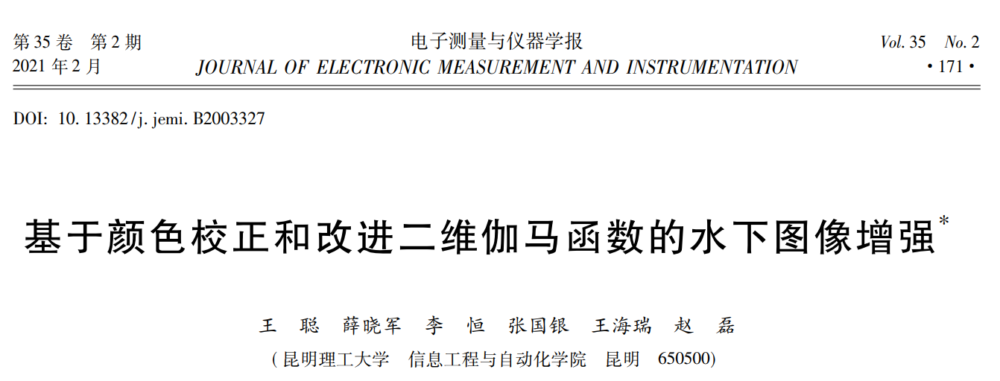 第 35 卷 第 2 期 电子测量与仪器学报 Vol. 35 No. 2
2021 年 2 月 JOURNAL OF ELECTRONIC MEASUREMENT AND INSTRUMENTATION ·171·
DOI: 10. 13382 / j. jemi. B2003327
基于颜色校正和改进二维伽马函数的水下图像增强*
王 聪 薛晓军 李 恒 张国银 王海瑞 赵 磊
(昆明理工大学 信息工程与自动化学院 昆明 650500)